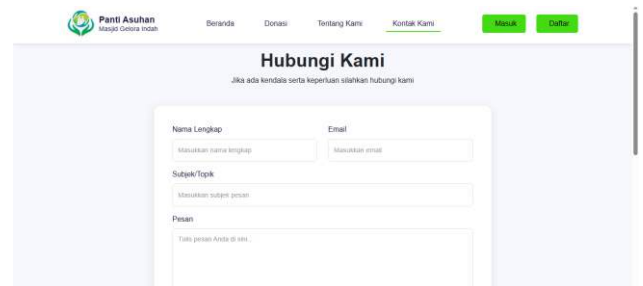 Panti Asuhan
Masjid Gelora Indah
Beranda Donasi Tentang Kami Kontak Kami Masuk Daftar
Hubungi Kami
Jika ada kendala serta keperluan silahkan hubungi kami
Nama Lengkap Email
Masukkan nama lengkap Masukkan email
Subjek/Topik
Masukkan subjek pesan
Pesan
Tulis pesan Anda di sini...